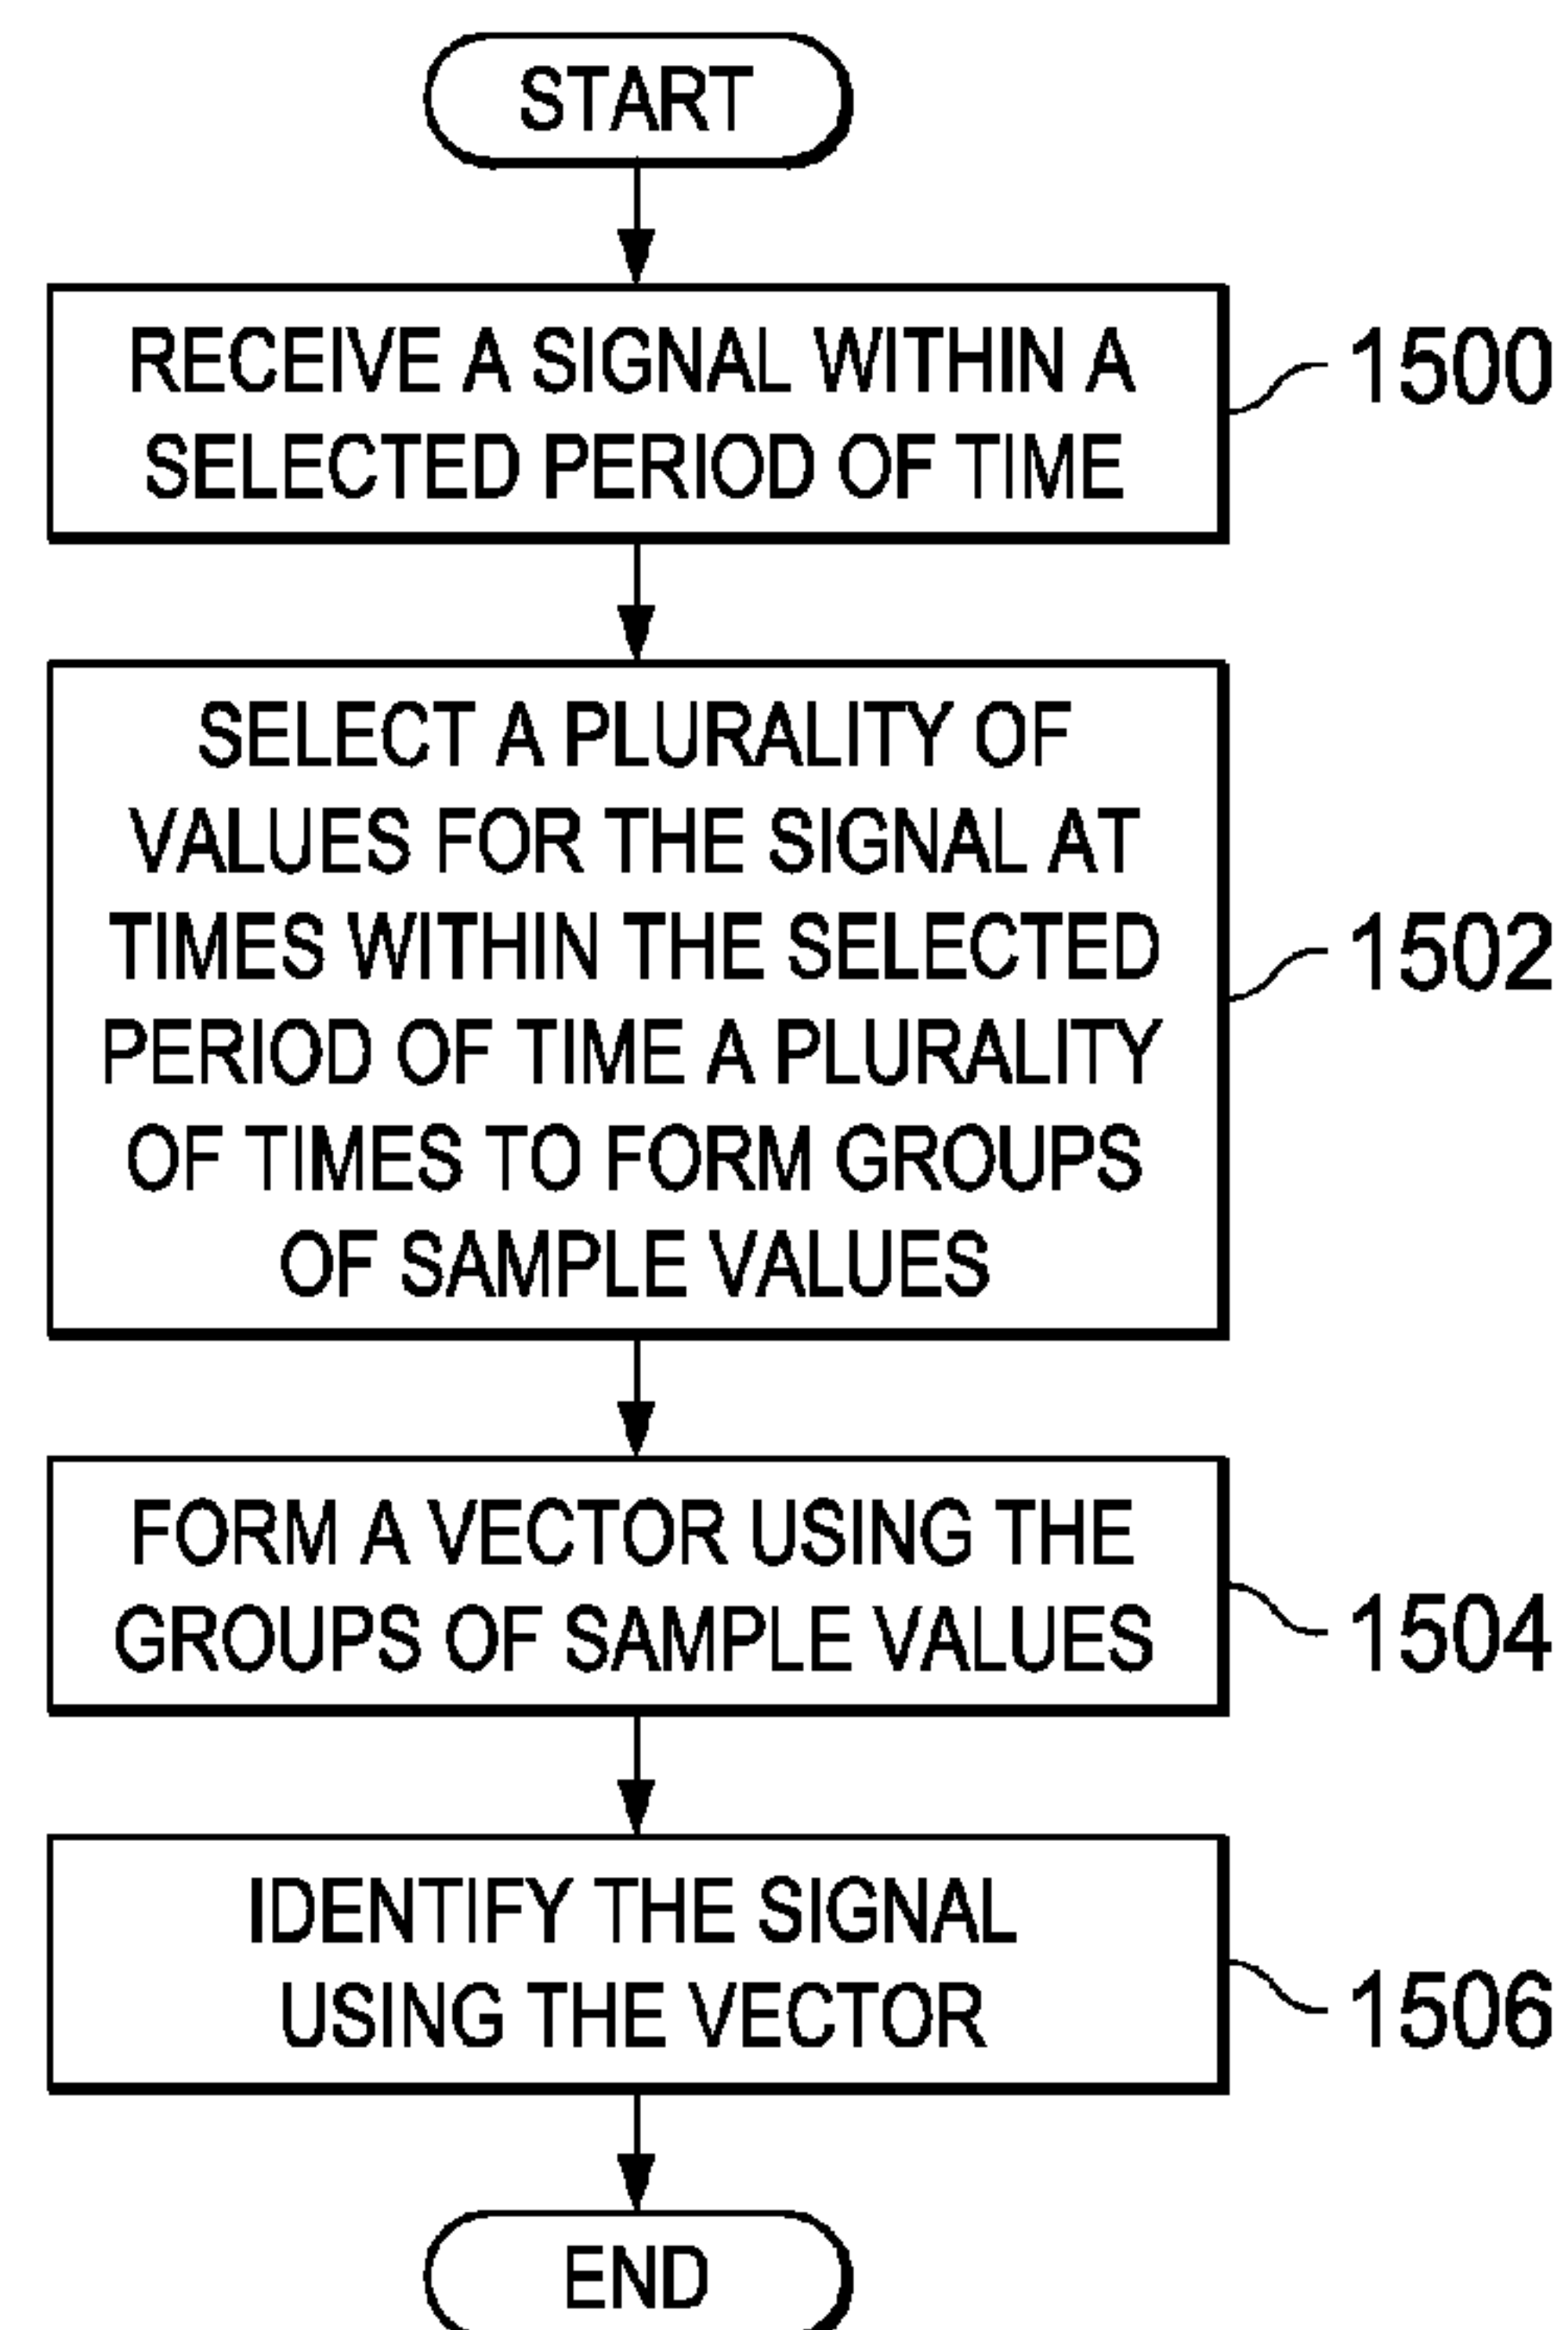 START
RECEIVE A SIGNAL WITHIN A
SELECTED PERIOD OF TIME
1500
SELECT A PLURALITY OF
VALUES FOR THE SIGNAL AT
TIMES WITHIN THE SELECTED
PERIOD OF TIME A PLURALITY
OF TIMES TO FORM GROUPS
OF SAMPLE VALUES
1502
FORM A VECTOR USING THE
GROUPS OF SAMPLE VALUES
1504
IDENTIFY THE SIGNAL
USING THE VECTOR
1506
END